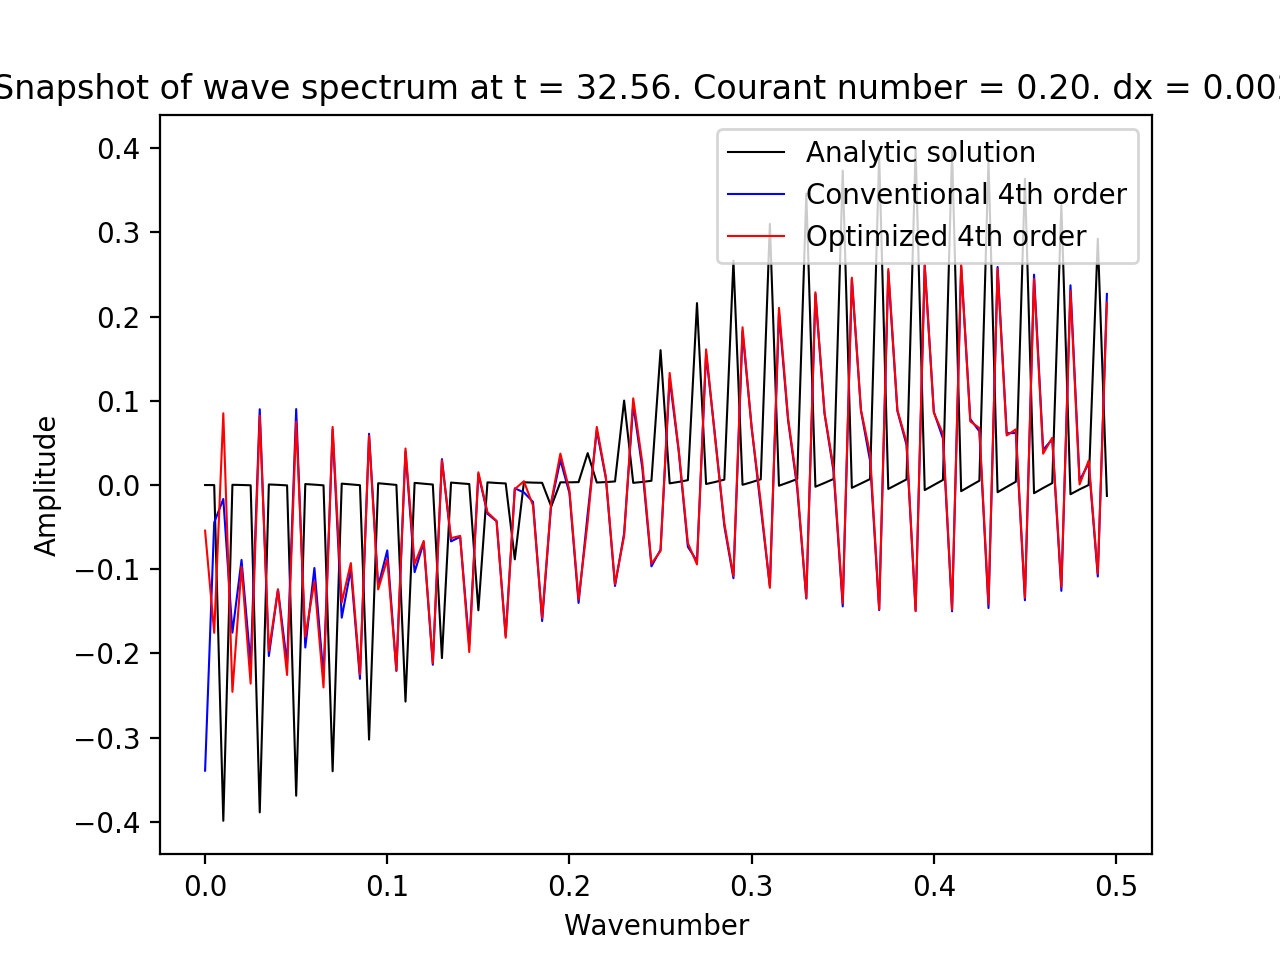 Snapshot of wave spectrum at t = 32.56. Courant number = 0.20. dx = 0.00
Analytic solution
Conventional 4th order
Optimized 4th order
Amplitude
0.4
0.3
0.2
0.1
0.0
−0.1
−0.2
−0.3
−0.4
0.0 0.1 0.2 0.3 0.4 0.5
Wavenumber